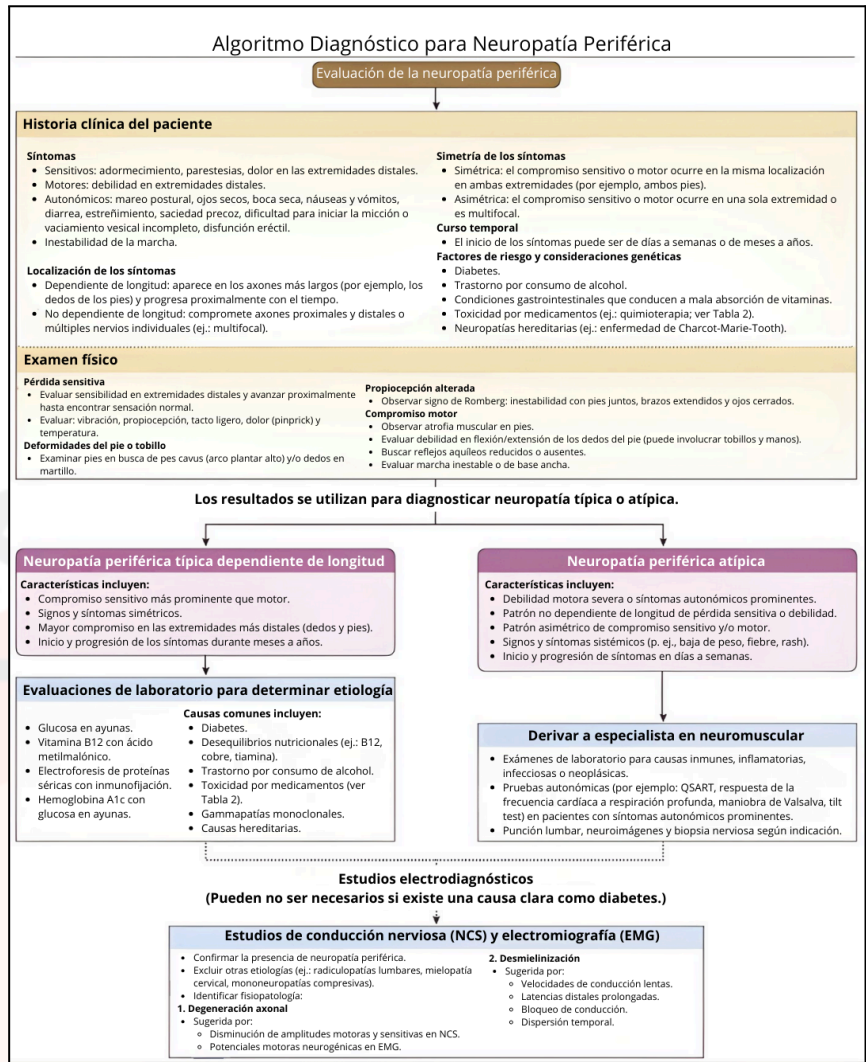 Algoritmo Diagnóstico para Neuropatía Periférica
Evaluación de la neuropatía periférica
Historia clínica del paciente
Síntomas
• Sensitivos: adormecimiento, parestesias, dolor en las extremidades distales.
• Motores: debilidad en extremidades distales.
• Autonómicos: mareo postural, ojos secos, boca seca, náuseas y vómitos,
diarrea, estreñimiento, saciedad precoz, dificultad para iniciar la micción o
vaciamiento vesical incompleto, disfunción eréctil.
• Inestabilidad de la marcha.
Localización de los síntomas
• Dependiente de longitud: aparece en los axones más largos (por ejemplo, los
dedos de los pies) y progresa proximalmente con el tiempo.
• No dependiente de longitud: compromete axones proximales y distales o
múltiples nervios individuales (ej.: multifocal).
Simetría de los síntomas
• Simétrica: el compromiso sensitivo o motor ocurre en la misma localización
en ambas extremidades (por ejemplo, ambos pies).
• Asimétrica: el compromiso sensitivo o motor ocurre en una sola extremidad o
es multifocal.
Curso temporal
• El inicio de los síntomas puede ser de días a semanas o de meses a años.
Factores de riesgo y consideraciones genéticas
• Diabetes.
• Trastorno por consumo de alcohol.
• Condiciones gastrointestinales que conducen a mala absorción de vitaminas.
• Toxicidad por medicamentos (ej.: quimioterapia; ver Tabla 2).
• Neuropatías hereditarias (ej.: enfermedad de Charcot-Marie-Tooth).
Examen físico
Pérdida sensitiva
• Evaluar sensibilidad en extremidades distales y avanzar proximalmente
hasta encontrar sensación normal.
• Evaluar: vibración, propiocepción, tacto ligero, dolor (pinprick) y
temperatura.
Deformidades del pie o tobillo
• Examinar pies en busca de pes cavus (arco plantar alto) y/o dedos en
martillo.
Propiocepción alterada
• Observar signo de Romberg: inestabilidad con pies juntos, brazos extendidos y ojos cerrados.
Compromiso motor
• Observar atrofia muscular en pies.
• Evaluar debilidad en flexión/extensión de los dedos del pie (puede involucrar tobillos y manos).
• Buscar reflejos aquíleos reducidos o ausentes.
• Evaluar marcha inestable o de base ancha.
Los resultados se utilizan para diagnosticar neuropatía típica o atípica.
Neuropatía periférica típica dependiente de longitud
Características incluyen:
• Compromiso sensitivo más prominente que motor.
• Signos y síntomas simétricos.
• Mayor compromiso en las extremidades más distales (dedos y pies).
• Inicio y progresión de los síntomas durante meses a años.
Neuropatía periférica atípica
Características incluyen:
• Debilidad motora severa o síntomas autonómicos prominentes.
• Patrón no dependiente de longitud de pérdida sensitiva o debilidad.
• Patrón asimétrico de compromiso sensitivo y/o motor.
• Signos y síntomas sistémicos (p. ej., baja de peso, fiebre, rash).
• Inicio y progresión de síntomas en días a semanas.
Evaluaciones de laboratorio para determinar etiología
• Glucosa en ayunas.
• Vitamina B12 con ácido
metilmalónico.
• Electroforesis de proteínas
séricas con inmunofijación.
• Hemoglobina A1c con
glucosa en ayunas.
Causas comunes incluyen:
• Diabetes.
• Desequilibrios nutricionales (ej.: B12,
cobre, tiamina).
• Trastorno por consumo de alcohol.
• Toxicidad por medicamentos (ver
Tabla 2).
• Gammapatías monoclonales.
• Causas hereditarias.
Derivar a especialista en neuromuscular
• Exámenes de laboratorio para causas inmunes, inflamatorias,
infecciosas o neoplásicas.
• Pruebas autonómicas (por ejemplo: QSART, respuesta de la
frecuencia cardíaca a respiración profunda, maniobra de Valsalva, tilt
test) en pacientes con síntomas autonómicos prominentes.
• Punción lumbar, neuroimágenes y biopsia nerviosa según indicación.
Estudios electrodiagnósticos
(Pueden no ser necesarios si existe una causa clara como diabetes.)
Estudios de conducción nerviosa (NCS) y electromiografía (EMG)
• Confirmar la presencia de neuropatía periférica.
• Excluir otras etiologías (ej.: radiculopatías lumbares, mielopatía
cervical, mononeuropatías compresivas).
• Identificar fisiopatología:
1. Degeneración axonal
• Sugerida por:
◦ Disminución de amplitudes motoras y sensitivas en NCS.
◦ Potenciales motoras neurogénicas en EMG.
2. Desmielinización
• Sugerida por:
◦ Velocidades de conducción lentas.
◦ Latencias distales prolongadas.
◦ Bloqueo de conducción.
◦ Dispersión temporal.